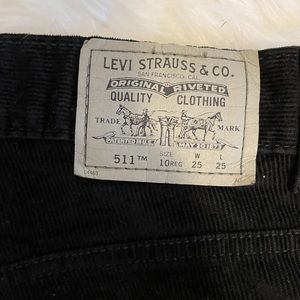 LEVI STRAUSS & CO.
SAN FRANCISCO, CAL.
ORIGINAL RIVETED
QUALITY CLOTHING
TRADE MARK
PATENTED IN U.S. MAY 20 1873
511™ SIZE 10 REG W 25 L 25